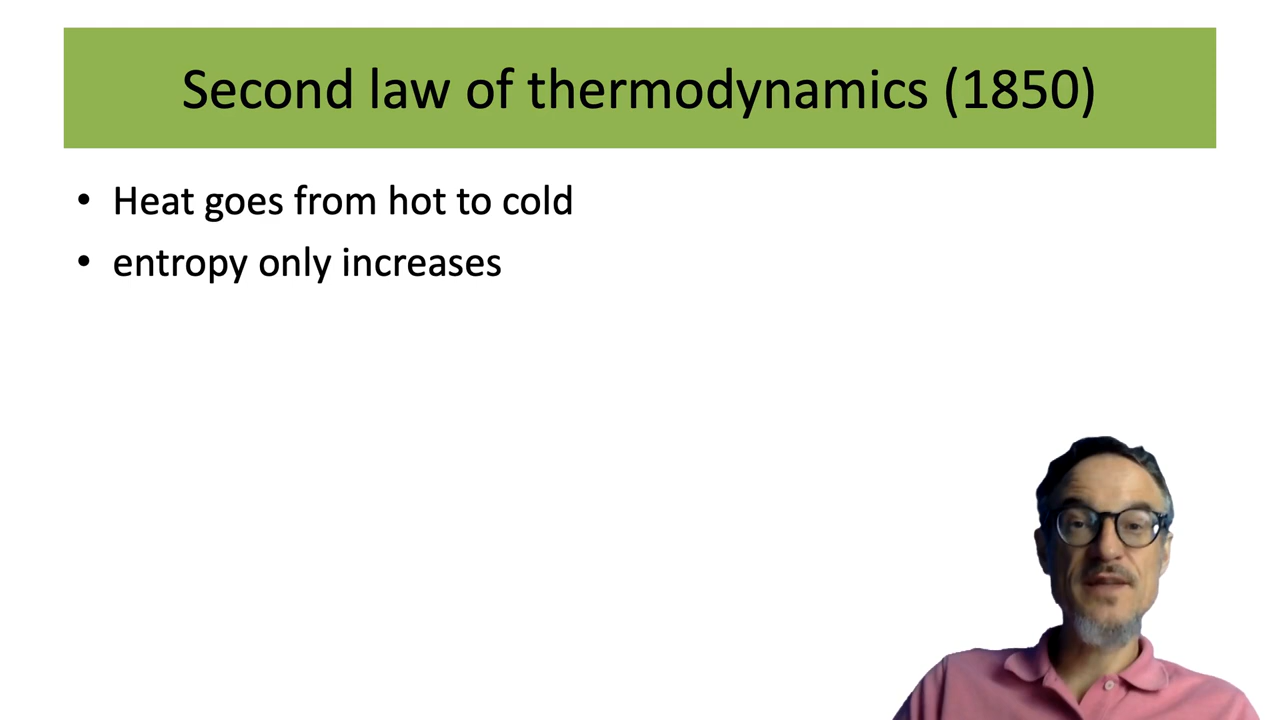 Second law of thermodynamics (1850)
• Heat goes from hot to cold
• entropy only increases